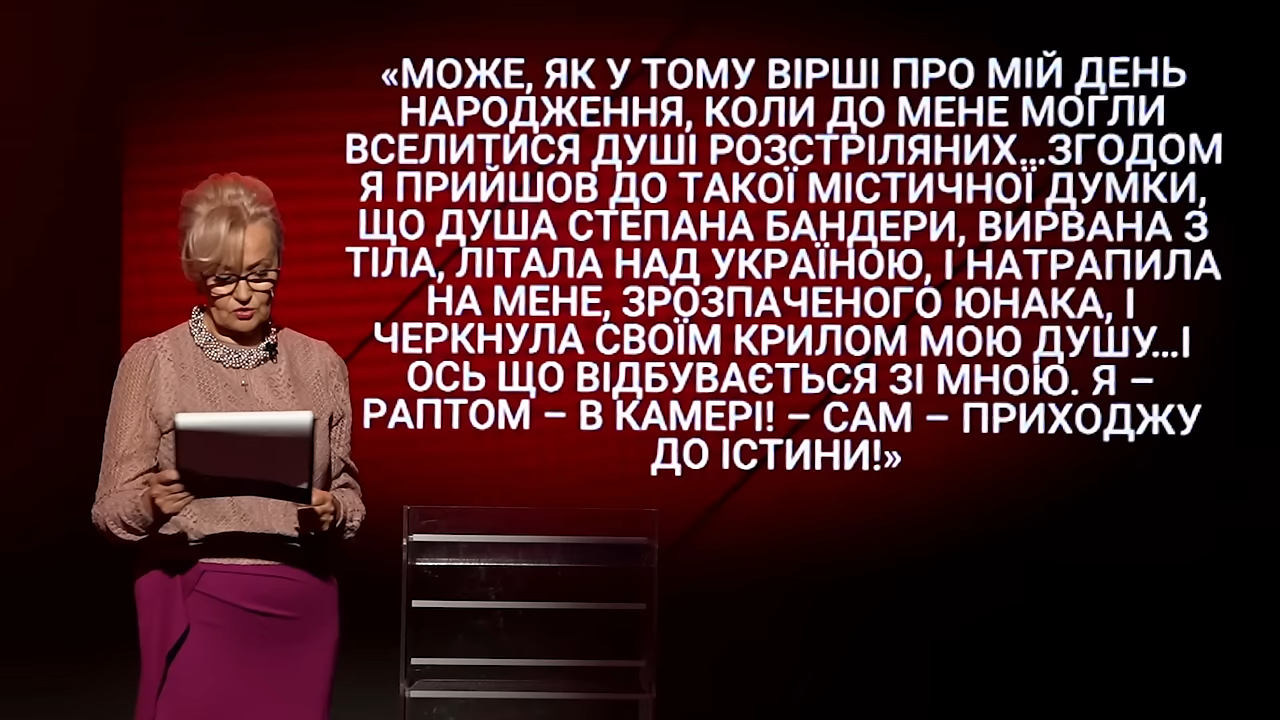 «МОЖЕ, ЯК У ТОМУ ВІРШІ ПРО МІЙ ДЕНЬ
НАРОДЖЕННЯ, КОЛИ ДО МЕНЕ МОГЛИ
ВСЕЛИТИСЯ ДУШІ РОЗСТРІЛЯНИХ...ЗГОДОМ
Я ПРИЙШОВ ДО ТАКОЇ МІСТИЧНОЇ ДУМКИ,
ЩО ДУША СТЕПАНА БАНДЕРИ, ВИРВАНА З
ТІЛА, ЛІТАЛА НАД УКРАЇНОЮ, І НАТРАПИЛА
НА МЕНЕ, ЗРОЗПАЧЕНОГО ЮНАКА, І
ЧЕРКНУЛА СВОЇМ КРИЛОМ МОЮ ДУШУ...І
ОСЬ ЩО ВІДБУВАЄТЬСЯ ЗІ МНОЮ. Я –
РАПТОМ – В КАМЕРІ! – САМ – ПРИХОДЖУ
ДО ІСТИНИ!»